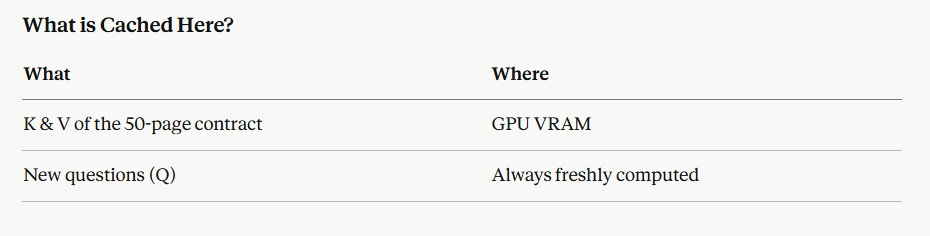 What is Cached Here?
What Where
K & V of the 50-page contract GPU VRAM
New questions (Q) Always freshly computed